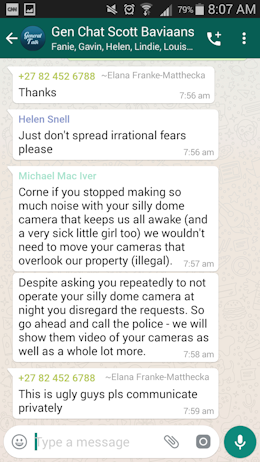 CNN
79% 8:07 AM
General
Talk
Gen Chat Scott Baviaans
Fanie, Gavin, Helen, Lindie, Louis...
+27 82 452 6788 ~Elana Franke-Matthecka
Thanks
7:56 am
Helen Snell
Just don't spread irrational fears
please
7:56 am
Michael Mac Iver
Corne if you stopped making so
much noise with your silly dome
camera that keeps us all awake (and
a very sick little girl too) we wouldn't
need to move your cameras that
overlook our property (illegal). 7:57 am
Despite asking you repeatedly to not
operate your silly dome camera at
night you disregard the requests. So
go ahead and call the police - we will
show them video of your cameras as
well as a whole lot more. 7:58 am
+27 82 452 6788 ~Elana Franke-Matthecka
This is ugly guys pls communicate
privately
7:59 am
Type a message